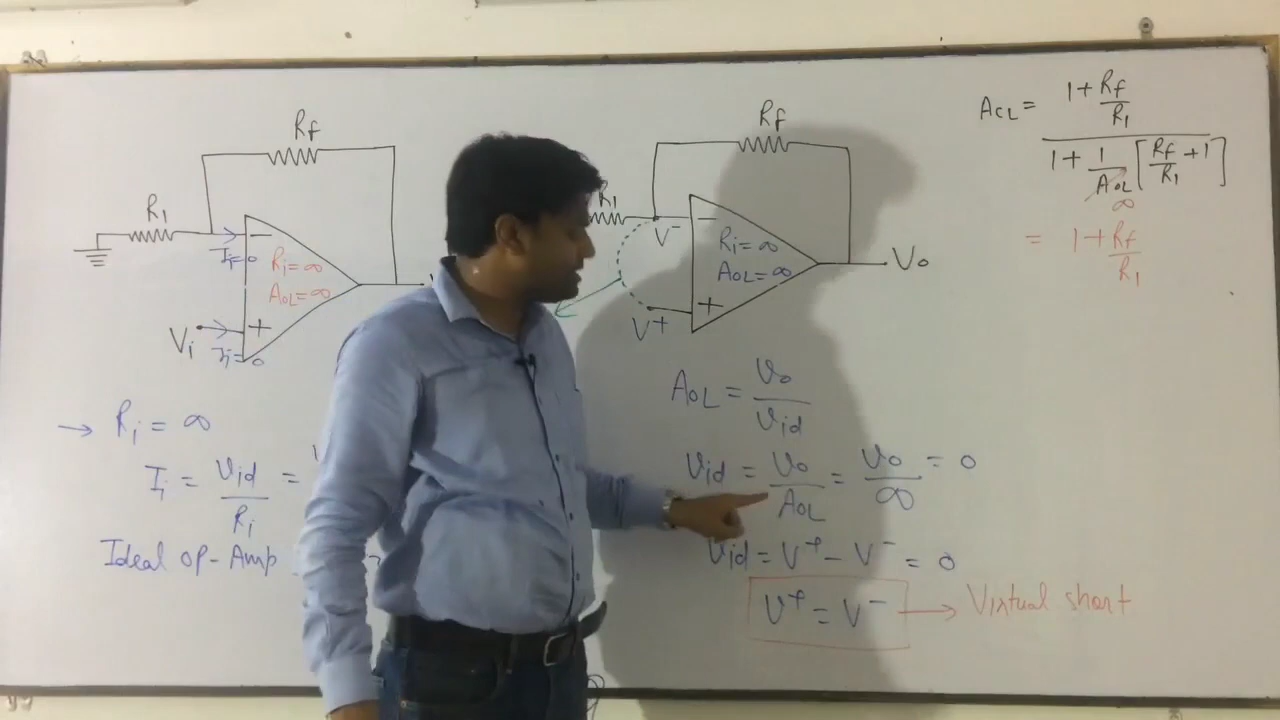 Rf
R1
Ii=0
−
Ri=∞
AOL=∞
Vi
Ii=0
+
→ Ri = ∞
Ii = Vid/Ri =
Ideal OP-Amp
Rf
R1
V−
−
Ri=∞
AOL=∞
V+
+
Vo
AOL = Vo/Vid
Vid = Vo/AOL = Vo/∞ = 0
Vid = V+ − V− = 0
V+ = V− → Virtual short
ACL = (1+Rf/R1)/(1+1/AOL[Rf/R1+1])
∞
= 1+Rf/R1